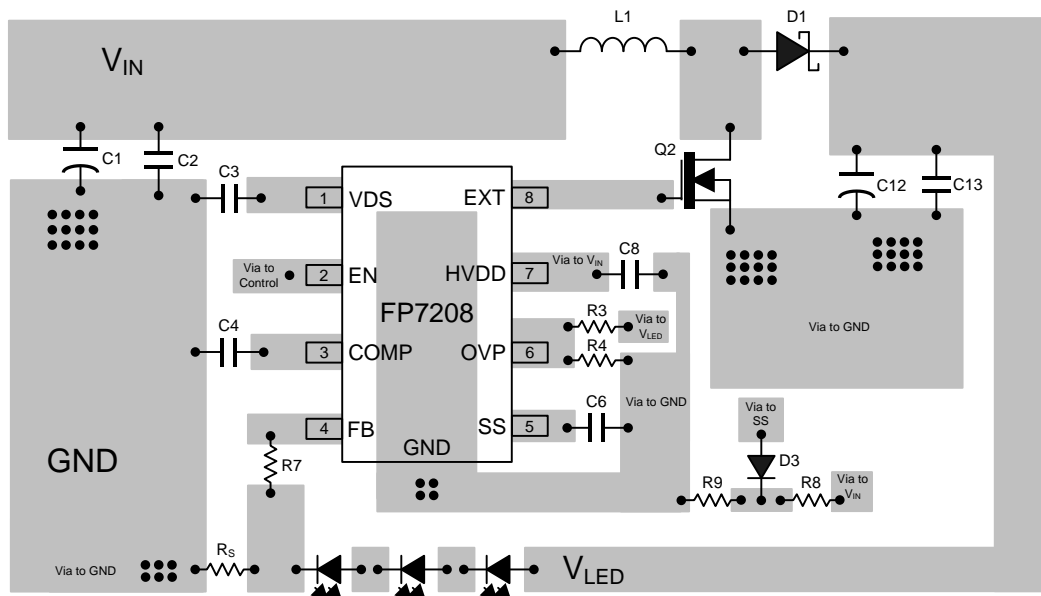 L1
D1
VIN
C1
C2
C3
Q2
C12
C13
1
VDS
EXT
8
Via to
Control
2
EN
HVDD
7
Via to VIN
C8
FP7208
R3
Via to
VLED
Via to GND
C4
3
COMP
OVP
6
R4
C6
Via to GND
Via to
SS
4
FB
SS
5
GND
GND
R7
D3
R9
R8
Via to
VIN
Via to GND
RS
VLED